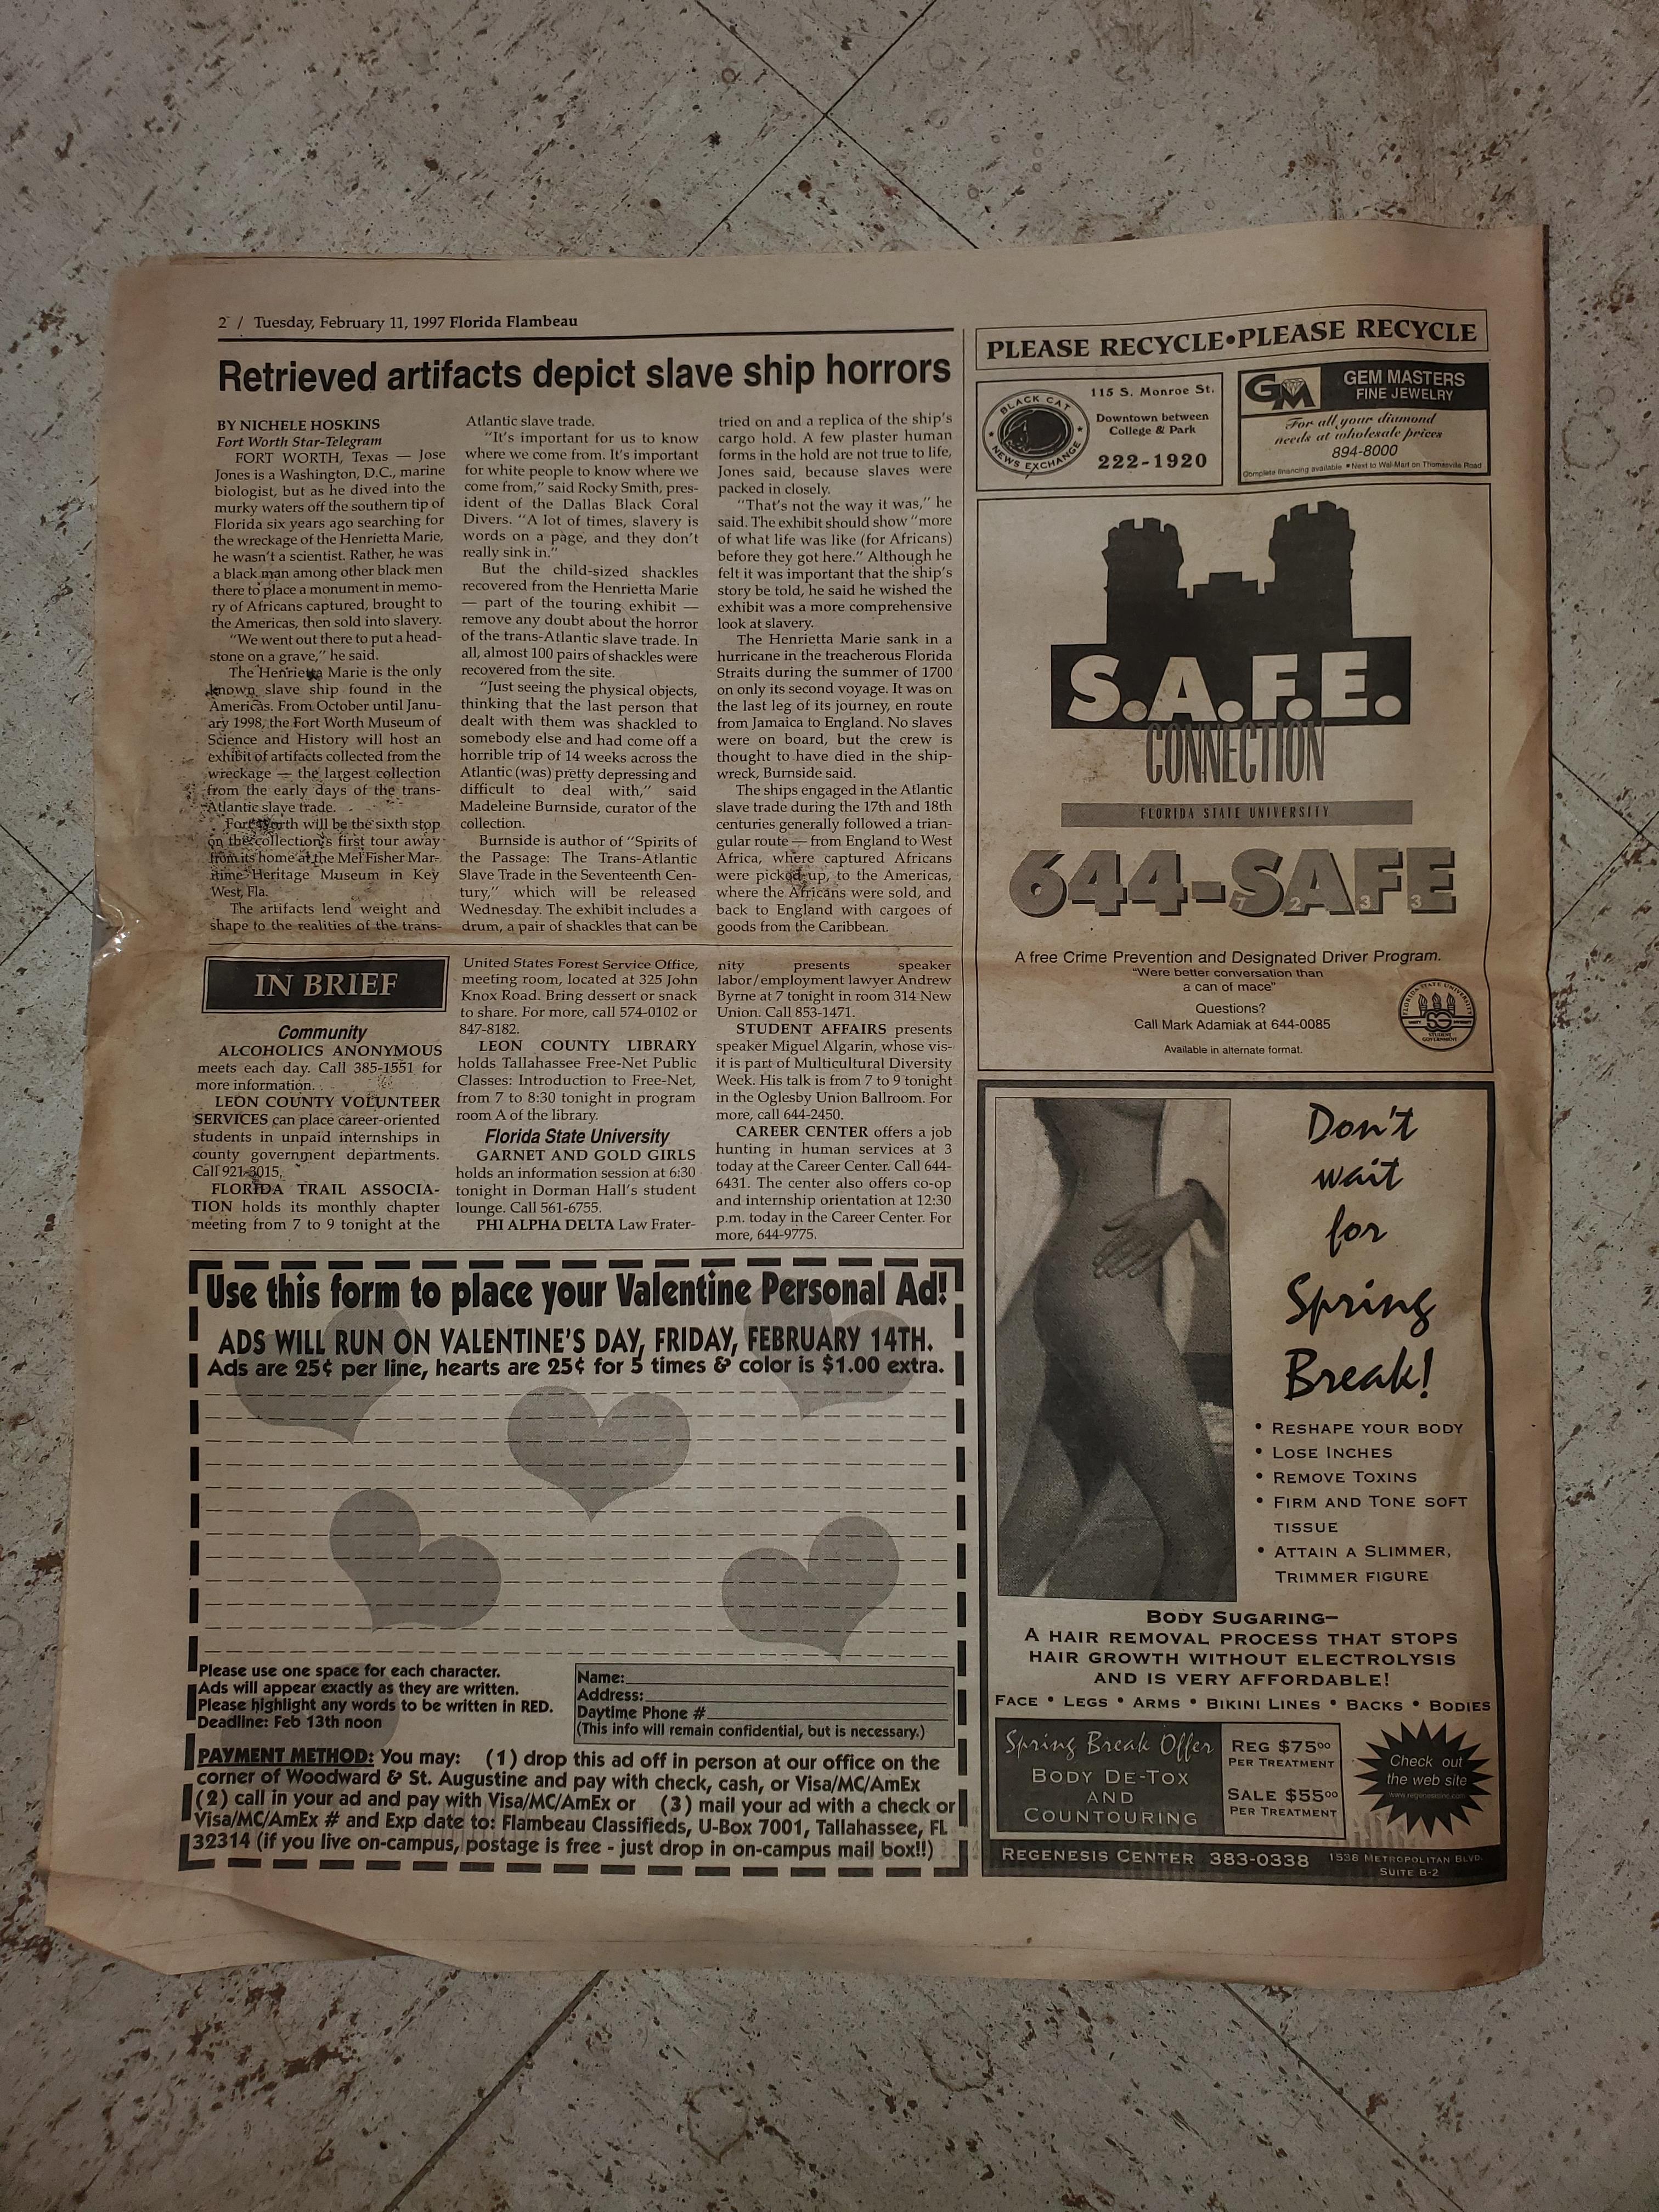 2 / Tuesday, February 11, 1997 Florida Flambeau
Retrieved artifacts depict slave ship horrors
BY NICHELE HOSKINS
Fort Worth Star-Telegram
FORT WORTH, Texas — Jose
Jones is a Washington, D.C., marine
biologist, but as he dived into the
murky waters off the southern tip of
Florida six years ago searching for
the wreckage of the Henrietta Marie,
he wasn't a scientist. Rather, he was
a black man among other black men
there to place a monument in memo-
ry of Africans captured, brought to
the Americas, then sold into slavery.
"We went out there to put a head-
stone on a grave," he said.
The Henrietta Marie is the only
known slave ship found in the
Americas. From October until Janu-
ary 1998, the Fort Worth Museum of
Science and History will host an
exhibit of artifacts collected from the
wreckage — the largest collection
from the early days of the trans-
Atlantic slave trade.
Fort Worth will be the sixth stop
on the collection's first tour away
from its home at the Mel Fisher Mar-
itime Heritage Museum in Key
West, Fla.
The artifacts lend weight and
shape to the realities of the trans-
Atlantic slave trade.
"It's important for us to know
where we come from. It's important
for white people to know where we
come from," said Rocky Smith, pres-
ident of the Dallas Black Coral
Divers. "A lot of times, slavery is
words on a page, and they don't
really sink in."
But the child-sized shackles
recovered from the Henrietta Marie
— part of the touring exhibit —
remove any doubt about the horror
of the trans-Atlantic slave trade. In
all, almost 100 pairs of shackles were
recovered from the site.
"Just seeing the physical objects,
thinking that the last person that
dealt with them was shackled to
somebody else and had come off a
horrible trip of 14 weeks across the
Atlantic (was) pretty depressing and
difficult to deal with," said
Madeleine Burnside, curator of the
collection.
Burnside is author of "Spirits of
the Passage: The Trans-Atlantic
Slave Trade in the Seventeenth Cen-
tury," which will be released
Wednesday. The exhibit includes a
drum, a pair of shackles that can be
tried on and a replica of the ship's
cargo hold. A few plaster human
forms in the hold are not true to life,
Jones said, because slaves were
packed in closely.
"That's not the way it was," he
said. The exhibit should show "more
of what life was like (for Africans)
before they got here." Although he
felt it was important that the ship's
story be told, he said he wished the
exhibit was a more comprehensive
look at slavery.
The Henrietta Marie sank in a
hurricane in the treacherous Florida
Straits during the summer of 1700
on only its second voyage. It was on
the last leg of its journey, en route
from Jamaica to England. No slaves
were on board, but the crew is
thought to have died in the ship-
wreck, Burnside said.
The ships engaged in the Atlantic
slave trade during the 17th and 18th
centuries generally followed a trian-
gular route — from England to West
Africa, where captured Africans
were picked up, to the Americas,
where the Africans were sold, and
back to England with cargoes of
goods from the Caribbean.
IN BRIEF
Community
ALCOHOLICS ANONYMOUS
meets each day. Call 385-1551 for
more information.
LEON COUNTY VOLUNTEER
SERVICES can place career-oriented
students in unpaid internships in
county government departments.
Call 921-3015.
FLORIDA TRAIL ASSOCIA-
TION holds its monthly chapter
meeting from 7 to 9 tonight at the
United States Forest Service Office,
meeting room, located at 325 John
Knox Road. Bring dessert or snack
to share. For more, call 574-0102 or
847-8182.
LEON COUNTY LIBRARY
holds Tallahassee Free-Net Public
Classes: Introduction to Free-Net,
from 7 to 8:30 tonight in program
room A of the library.
Florida State University
GARNET AND GOLD GIRLS
holds an information session at 6:30
tonight in Dorman Hall's student
lounge. Call 561-6755.
PHI ALPHA DELTA Law Frater-
nity presents speaker
labor/employment lawyer Andrew
Byrne at 7 tonight in room 314 New
Union. Call 853-1471.
STUDENT AFFAIRS presents
speaker Miguel Algarin, whose vis-
it is part of Multicultural Diversity
Week. His talk is from 7 to 9 tonight
in the Oglesby Union Ballroom. For
more, call 644-2450.
CAREER CENTER offers a job
hunting in human services at 3
today at the Career Center. Call 644-
6431. The center also offers co-op
and internship orientation at 12:30
p.m. today in the Career Center. For
more, 644-9775.
Use this form to place your Valentine Personal Ad!
ADS WILL RUN ON VALENTINE'S DAY, FRIDAY, FEBRUARY 14TH.
Ads are 25¢ per line, hearts are 25¢ for 5 times & color is $1.00 extra.
Please use one space for each character.
Ads will appear exactly as they are written.
Please highlight any words to be written in RED.
Deadline: Feb 13th noon
Name:
Address:
Daytime Phone #
(This info will remain confidential, but is necessary.)
PAYMENT METHOD: You may: (1) drop this ad off in person at our office on the
corner of Woodward & St. Augustine and pay with check, cash, or Visa/MC/AmEx
(2) call in your ad and pay with Visa/MC/AmEx or (3) mail your ad with a check or
Visa/MC/AmEx # and Exp date to: Flambeau Classifieds, U-Box 7001, Tallahassee, FL
32314 (if you live on-campus, postage is free - just drop in on-campus mail box!!)
PLEASE RECYCLE•PLEASE RECYCLE
BLACK CAT
NEWS EXCHANGE
115 S. Monroe St.
Downtown between
College & Park
222-1920
GM
GEM MASTERS
FINE JEWELRY
For all your diamond
needs at wholesale prices
894-8000
Complete financing available • Next to Wal-Mart on Thomasville Road
S.A.F.E.
CONNECTION
FLORIDA STATE UNIVERSITY
644-SAFE
7 2 3 3
A free Crime Prevention and Designated Driver Program.
"Were better conversation than
a can of mace"
Questions?
Call Mark Adamiak at 644-0085
Available in alternate format.
FLORIDA STATE UNIVERSITY
SG
STUDENT
GOVERNMENT
Don't
wait
for
Spring
Break!
• RESHAPE YOUR BODY
• LOSE INCHES
• REMOVE TOXINS
• FIRM AND TONE SOFT
TISSUE
• ATTAIN A SLIMMER,
TRIMMER FIGURE
BODY SUGARING–
A HAIR REMOVAL PROCESS THAT STOPS
HAIR GROWTH WITHOUT ELECTROLYSIS
AND IS VERY AFFORDABLE!
FACE • LEGS • ARMS • BIKINI LINES • BACKS • BODIES
Spring Break Offer
BODY DE-TOX
AND
COUNTOURING
REG $75.00
PER TREATMENT
SALE $55.00
PER TREATMENT
Check out
the web site
REGENESIS CENTER 383-0338
1538 METROPOLITAN BLVD.
SUITE B-2